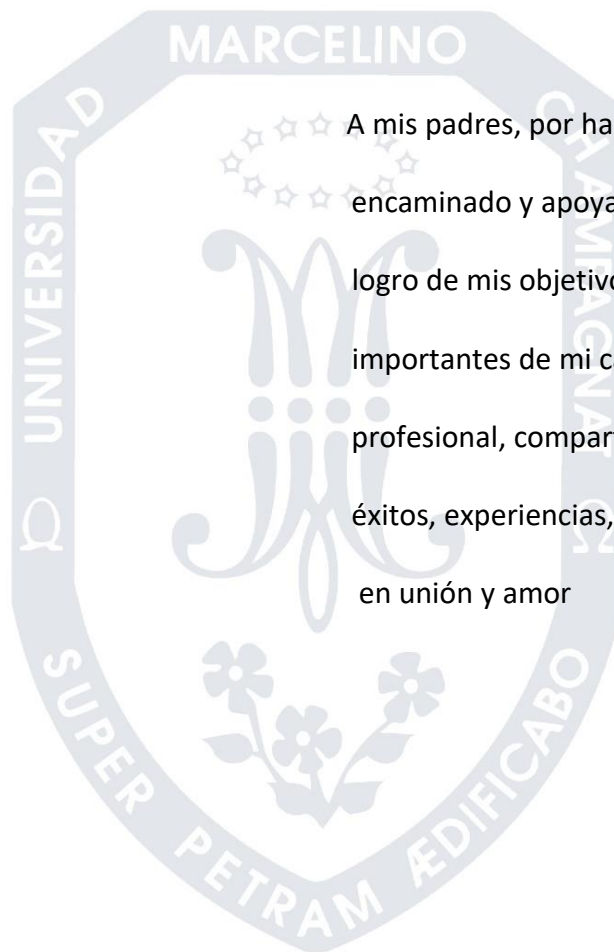 MARCELINO
UNIVERSIDAD
CHAMPAGNAT
A mis padres, por
encaminado y
logro de mis
importantes de mi
profesional,
éxitos, experiencias,
en unión y amor
SUPER PETRAM ÆDIFICABO